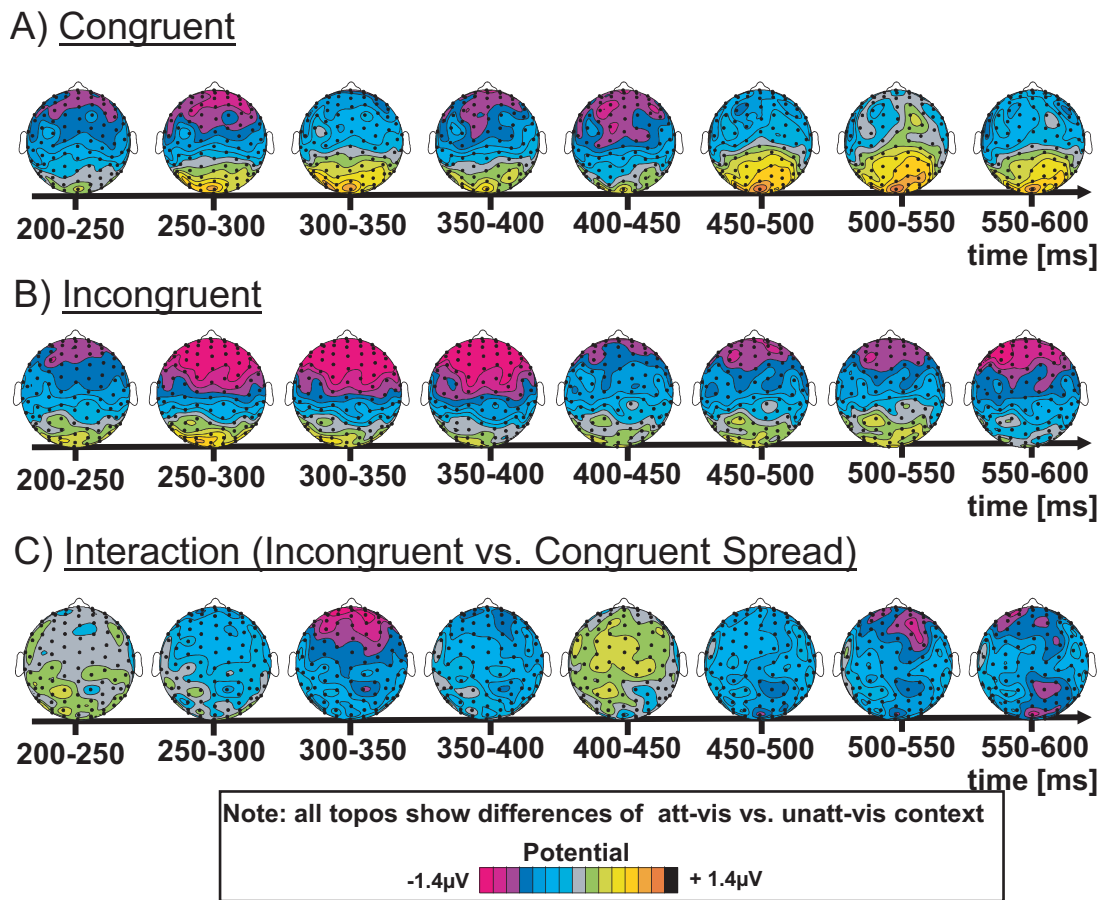 A) Congruent
200-250 250-300 300-350 350-400 400-450 450-500 500-550 550-600
time [ms]
B) Incongruent
200-250 250-300 300-350 350-400 400-450 450-500 500-550 550-600
time [ms]
C) Interaction (Incongruent vs. Congruent Spread)
200-250 250-300 300-350 350-400 400-450 450-500 500-550 550-600
time [ms]
Note: all topos show differences of att-vis vs. unatt-vis context
Potential
-1.4µV + 1.4µV